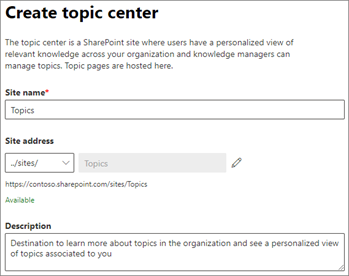 Create topic center
The topic center is a SharePoint site where users have a personalized view of
relevant knowledge across your organization and knowledge managers can
manage topics. Topic pages are hosted here.
Site name*
Topics
Site address
../sites/ Topics
https://contoso.sharepoint.com/sites/Topics
Available
Description
Destination to learn more about topics in the organization and see a personalized view
of topics associated to you